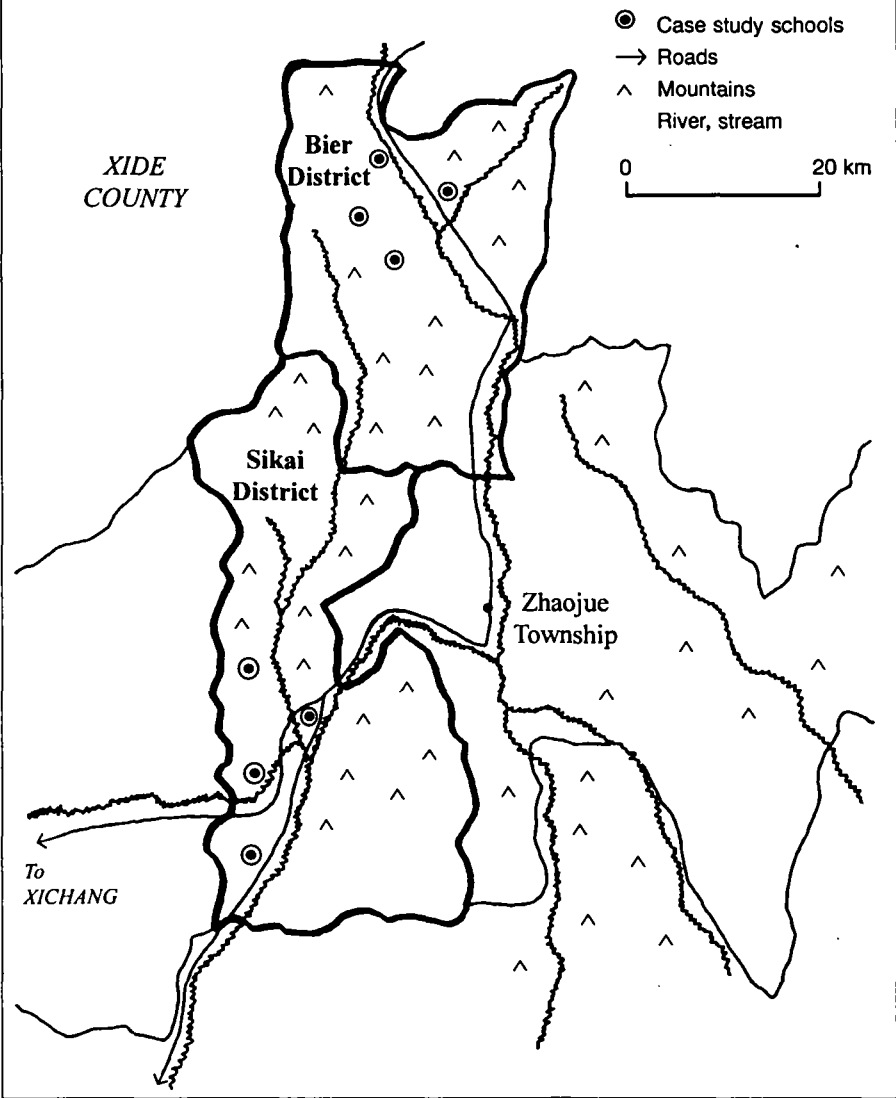 Case study schools
Roads
Mountains
River, stream
0 20 km
XIDE
COUNTY
Bier
District
Sikai
District
Zhaojue
Township
To
XICHANG